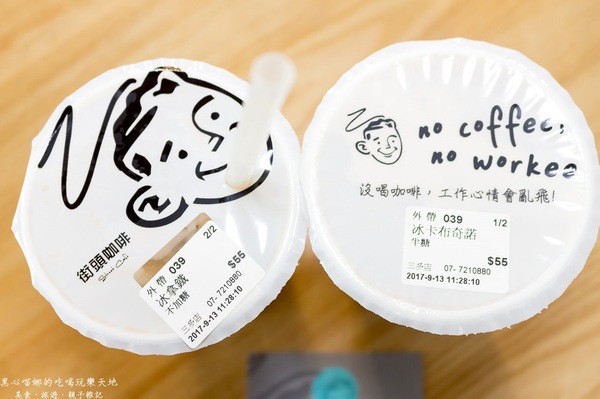 街頭咖啡
外帶 039
2/2
冰拿鐵
$55
不加糖
三多店 07- 7210880
2017-9-13 11:28:10
no coffee,
no workee
沒喝咖啡，工作心情會亂飛!
外帶 039 1/2
冰卡布奇諾
半糖
$55
三多店 07- 7210880
2017-9-13 11:28:10
黑心嘴娜的吃喝玩樂天地
美食·旅遊·親子雜記